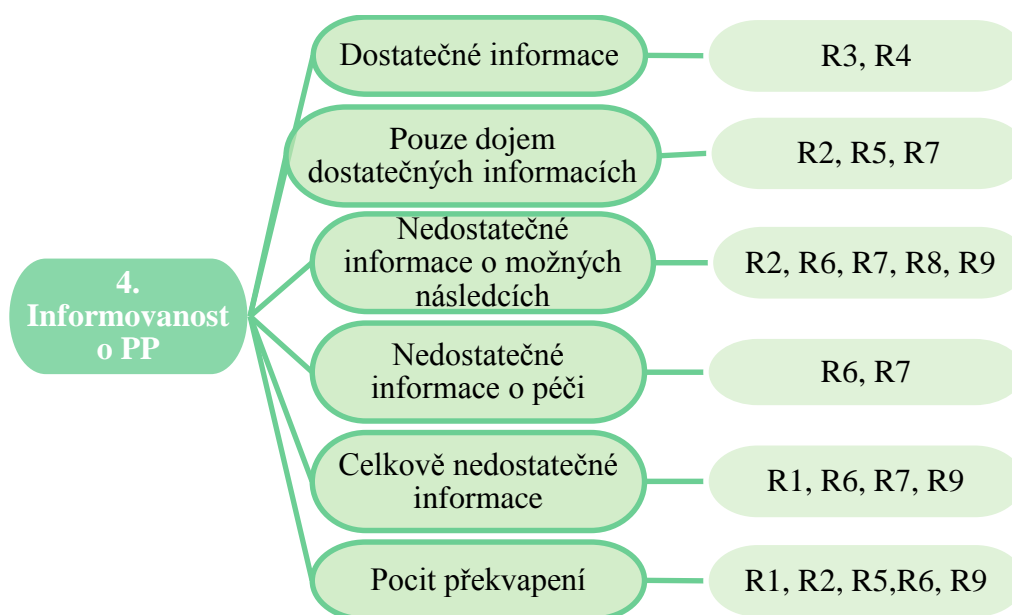 Dostatečné informace
R3, R4
Pouze dojem
dostatečných informacích
R2, R5, R7
Nedostatečné
informace o možných
následcích
R2, R6, R7, R8, R9
4.
Informovanost
o PP
Nedostatečné
informace o péči
R6, R7
Celkově nedostatečné
informace
R1, R6, R7, R9
Pocit překvapení
R1, R2, R5,R6, R9